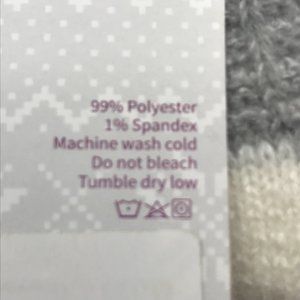 99% Polyester
1% Spandex
Machine wash cold
Do not bleach
Tumble dry low